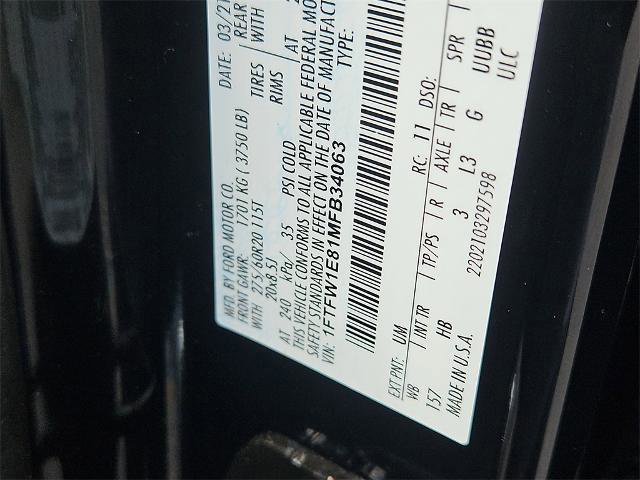 MFD. BY FORD MOTOR CO. DATE: 03/21
FRONT GAWR: 1701 KG ( 3750 LB) REAR
WITH 275/60R20 115T TIRES WITH
20x8.5J RIMS
AT 240 kPa/ 35 PSI COLD AT
THIS VEHICLE CONFORMS TO ALL APPLICABLE FEDERAL MO
SAFETY STANDARDS IN EFFECT ON THE DATE OF MANUFACT
VIN: 1FTFW1E81MFB34063 TYPE:
EXT PNT: UM RC: 11 DSO:
WB INT TR TP/PS R AXLE TR SPR
157 HB 3 L3 G UUBB
MADE IN U.S.A. 2202103297598 ULC